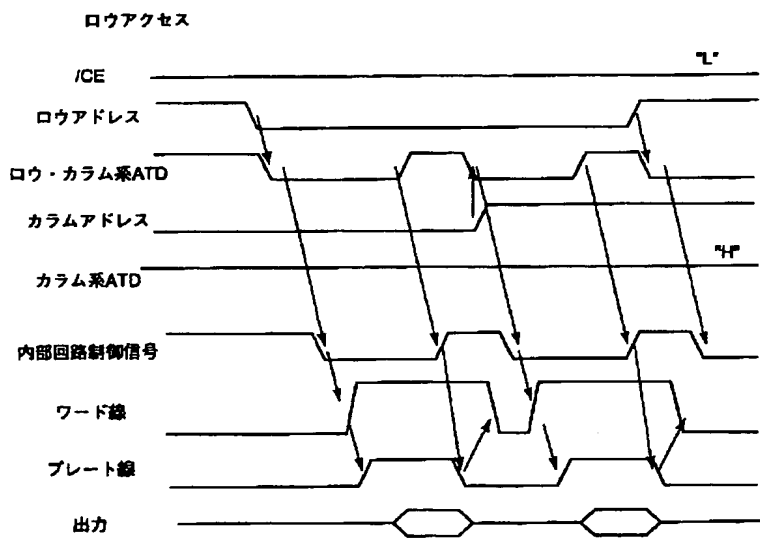 ロウアクセス
"L"
/CE
ロウアドレス
ロウ・カラム系ATD
カラムアドレス
"H"
カラム系ATD
内部回路制御信号
ワード線
プレート線
出力